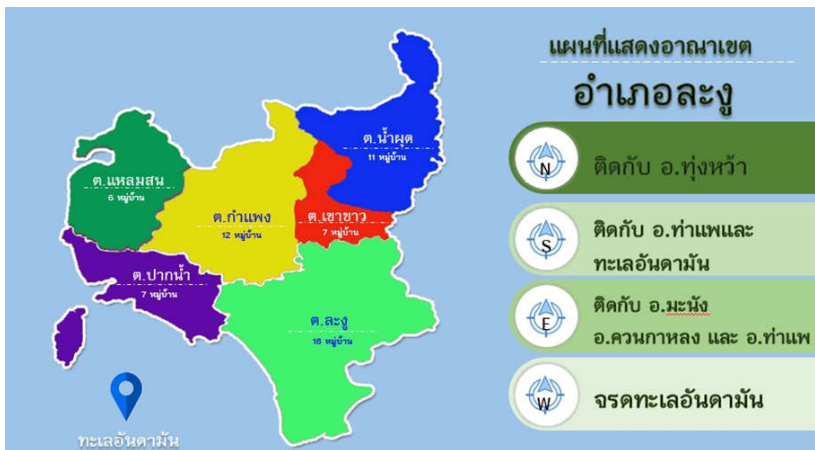 แผนที่แสดงอาณาเขต
อำเภอละงู
N
ติดกับ อ.ทุ่งหว้า
S
ติดกับ อ.ท่าแพและ
ทะเลอันดามัน
E
ติดกับ อ.มะนัง
อ.ควนกาหลง และ อ.ท่าแพ
W
จรดทะเลอันดามัน
ต.น้ำผุด
11 หมู่บ้าน
ต.แหลมสน
6 หมู่บ้าน
ต.กำแพง
12 หมู่บ้าน
ต.เขาขาว
7 หมู่บ้าน
ต.ปากน้ำ
7 หมู่บ้าน
ต.ละงู
18 หมู่บ้าน
ทะเลอันดามัน